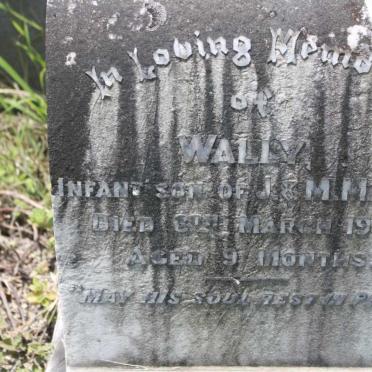 In Loving Memo
of
WALLY.
INFANT SON OF J & M. M
DIED 6TH MARCH 19
AGED 9 MONTHS.
"MAY HIS SOUL REST IN P